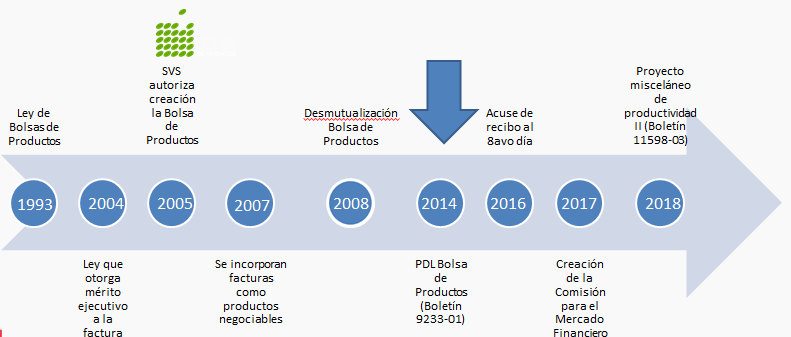 SVS
autoriza
creación
la Bolsa
de
Productos
Ley de
Bolsas de
Productos
Desmutualización
Bolsa de
Productos
Acuse de
recibo al
8avo día
Proyecto
misceláneo
de
productividad
II (Boletín
11598-03)
1993
2004
2005
2007
2008
2014
2016
2017
2018
Ley que
otorga
mérito
ejecutivo
a la
factura
Se incorporan
facturas
como
productos
negociables
PDL Bolsa
de
Productos
(Boletín
9233-01)
Creación
de la
Comisión
para el
Mercado
Financiero